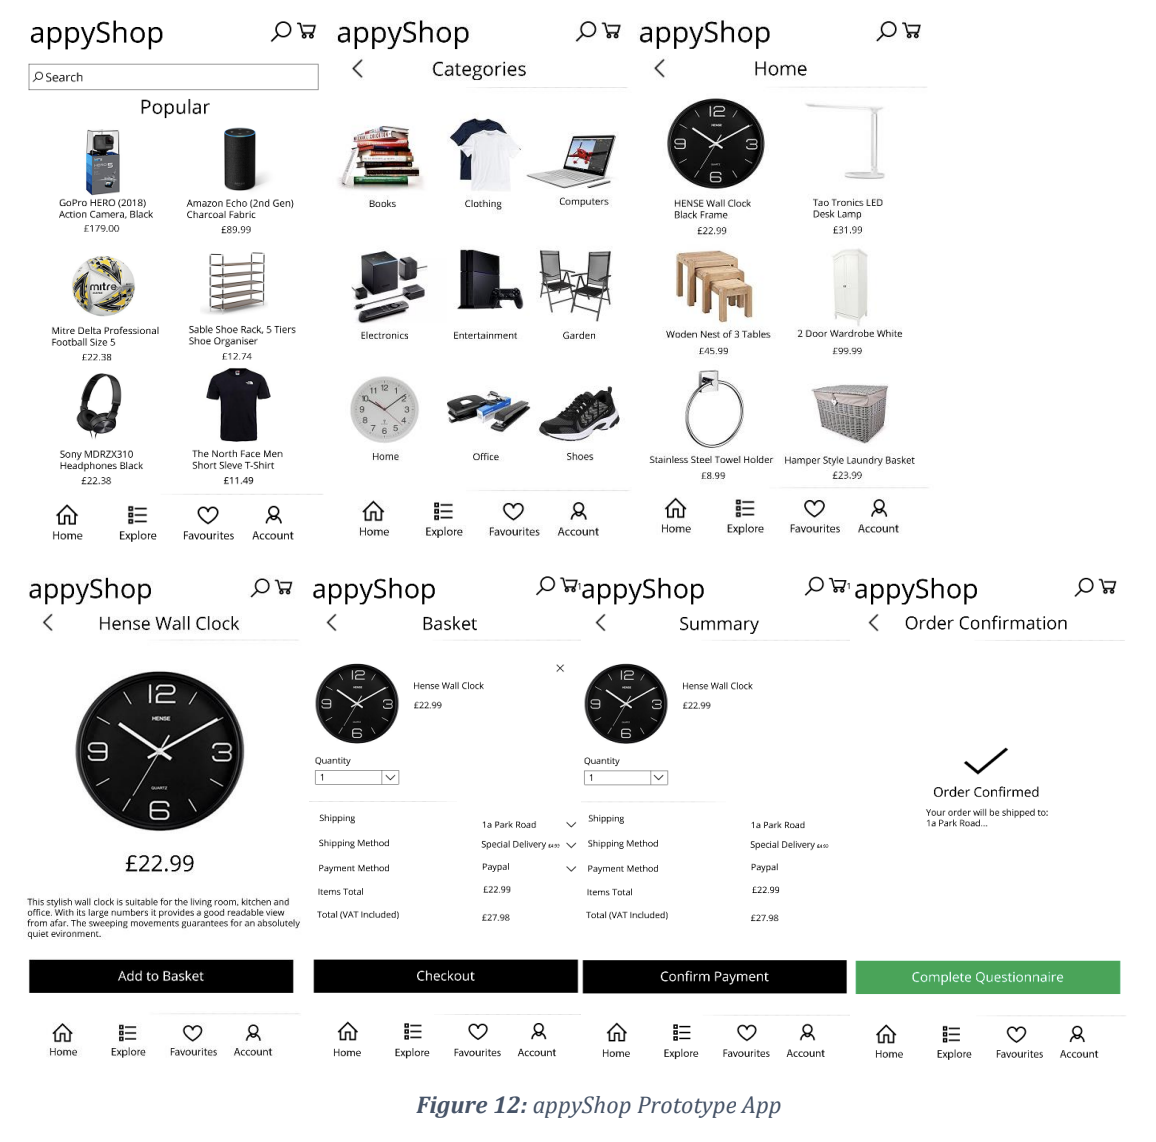 appyShop
Search
Popular
GoPro HERO (2018)
Action Camera, Black
£179.00
Amazon Echo (2nd Gen)
Charcoal Fabric
£89.99
mitre
Mitre Delta Professional
Football Size 5
£22.38
Sable Shoe Rack, 5 Tiers
Shoe Organiser
£12.74
Sony MDRZX310
Headphones Black
£22.38
The North Face Men
Short Sleve T-Shirt
£11.49
Home
Explore
Favourites
Account
appyShop
Categories
Books
Clothing
Computers
Electronics
Entertainment
Garden
Home
Office
Shoes
Home
Explore
Favourites
Account
appyShop
Home
HENSE Wall Clock
Black Frame
£22.99
Tao Tronics LED
Desk Lamp
£31.99
Woden Nest of 3 Tables
£45.99
2 Door Wardrobe White
£99.99
Stainless Steel Towel Holder
£8.99
Hamper Style Laundry Basket
£23.99
Home
Explore
Favourites
Account
appyShop
Hense Wall Clock
12
HENSE
9
3
QUARTZ
6
£22.99
This stylish wall clock is suitable for the living room, kitchen and
office. With its large numbers it provides a good readable view
from afar. The sweeping movements guarantees for an absolutely
quiet evironment.
Add to Basket
Home
Explore
Favourites
Account
appyShop
1
Basket
Hense Wall Clock
£22.99
Quantity
1
Shipping
1a Park Road
Shipping Method
Special Delivery £4.99
Payment Method
Paypal
Items Total
£22.99
Total (VAT Included)
£27.98
Checkout
Home
Explore
Favourites
Account
appyShop
1
Summary
Hense Wall Clock
£22.99
Quantity
1
Shipping
1a Park Road
Shipping Method
Special Delivery £4.99
Payment Method
Paypal
Items Total
£22.99
Total (VAT Included)
£27.98
Confirm Payment
Home
Explore
Favourites
Account
appyShop
Order Confirmation
Order Confirmed
Your order will be shipped to:
1a Park Road...
Complete Questionnaire
Home
Explore
Favourites
Account
Figure 12: appyShop Prototype App